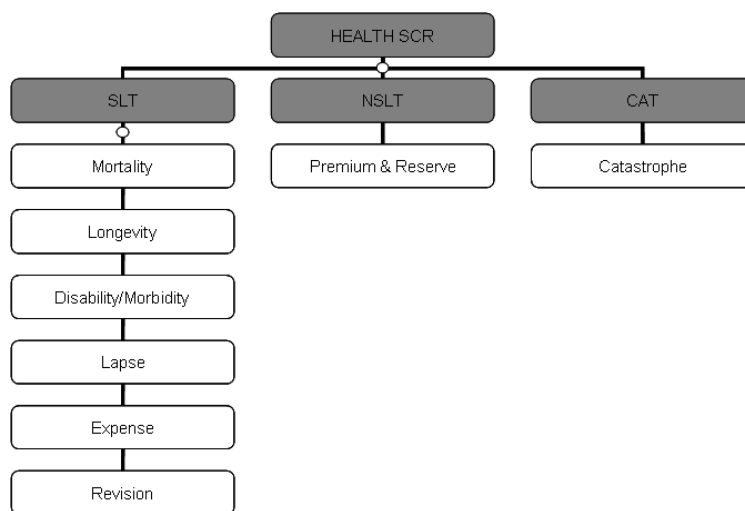 HEALTH SCR
SLT
NSLT
CAT
Mortality
Premium & Reserve
Catastrophe
Longevity
Disability/Morbidity
Lapse
Expense
Revision